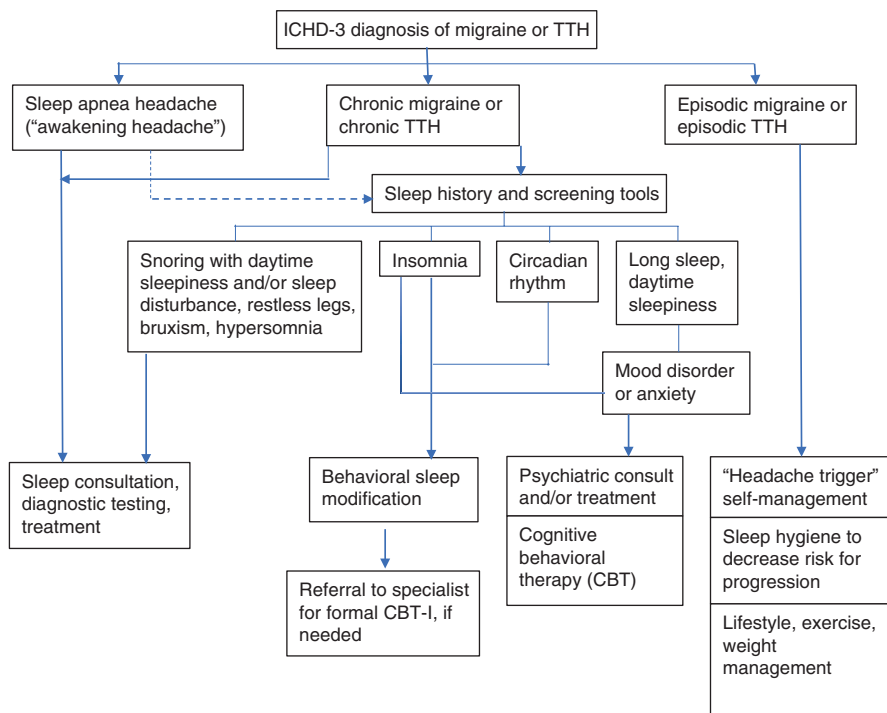 ICHD-3 diagnosis of migraine or TTH
Sleep apnea headache
(“awakening headache”)
Chronic migraine or
chronic TTH
Episodic migraine or
episodic TTH
Sleep history and screening tools
Snoring with daytime
sleepiness and/or sleep
disturbance, restless legs,
bruxism, hypersomnia
Insomnia
Circadian
rhythm
Long sleep,
daytime
sleepiness
Mood disorder
or anxiety
Sleep consultation,
diagnostic testing,
treatment
Behavioral sleep
modification
Psychiatric consult
and/or treatment
Cognitive
behavioral
therapy (CBT)
“Headache trigger”
self-management
Sleep hygiene to
decrease risk for
progression
Lifestyle, exercise,
weight
management
Referral to specialist
for formal CBT-I, if
needed